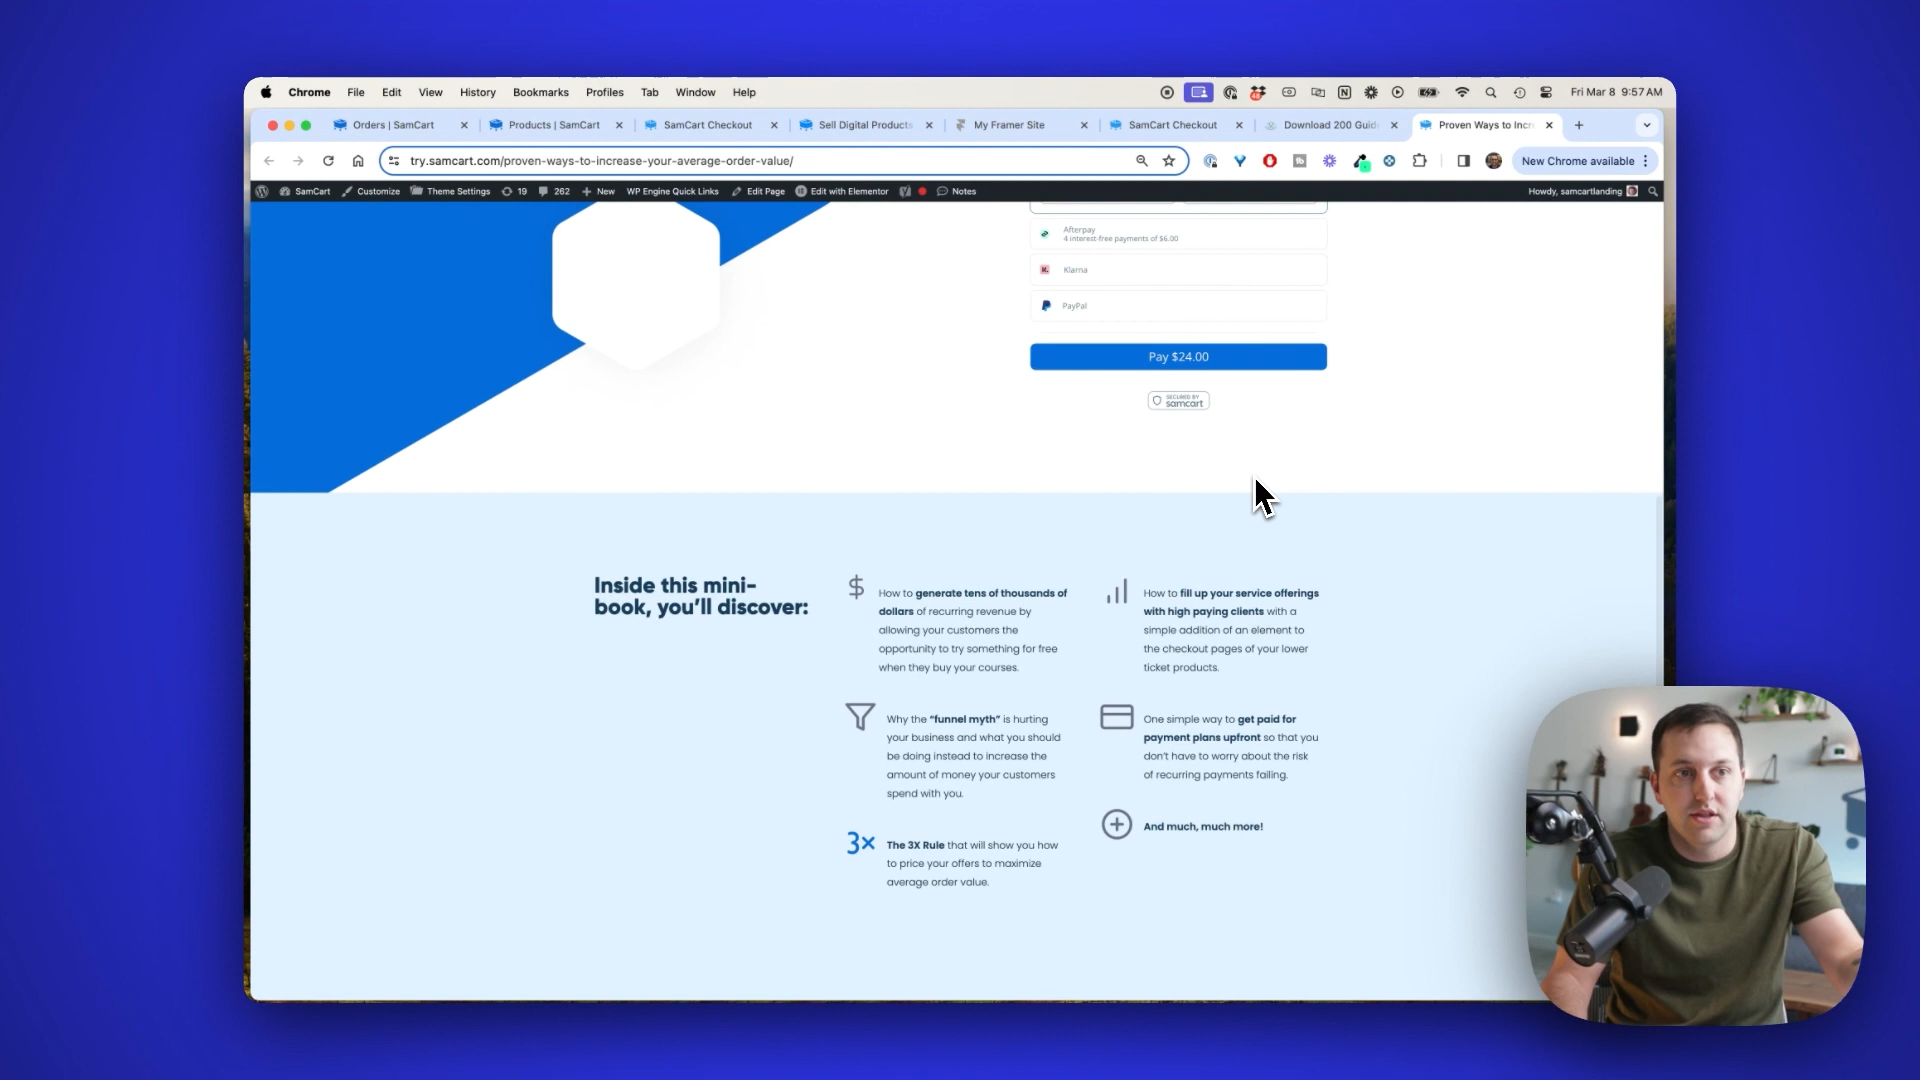 Chrome File Edit View History Bookmarks Profiles Tab Window Help
Fri Mar 8 9:57 AM
Orders | SamCart
Products | SamCart
SamCart Checkout
Sell Digital Products
My Framer Site
SamCart Checkout
Download 200 Guid
Proven Ways to Incr
try.samcart.com/proven-ways-to-increase-your-average-order-value/
New Chrome available
SamCart Customize Theme Settings 19 262 New WP Engine Quick Links Edit Page Edit with Elementor Notes
Howdy, samcartlanding
Afterpay
4 interest-free payments of $6.00
K.
Klarna
PayPal
Pay $24.00
SECURED BY
samcart
Inside this mini-
book, you'll discover:
$
How to generate tens of thousands of
dollars of recurring revenue by
allowing your customers the
opportunity to try something for free
when they buy your courses.
How to fill up your service offerings
with high paying clients with a
simple addition of an element to
the checkout pages of your lower
ticket products.
Why the “funnel myth” is hurting
your business and what you should
be doing instead to increase the
amount of money your customers
spend with you.
One simple way to get paid for
payment plans upfront so that you
don't have to worry about the risk
of recurring payments failing.
3×
The 3X Rule that will show you how
to price your offers to maximize
average order value.
And much, much more!